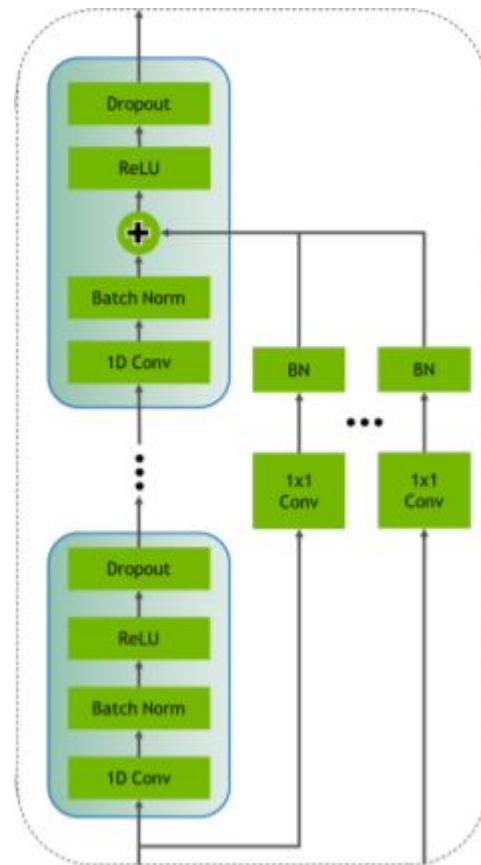 Dropout
ReLU
+
Batch Norm
1D Conv
BN
BN
1x1
Conv
1x1
Conv
Dropout
ReLU
Batch Norm
1D Conv